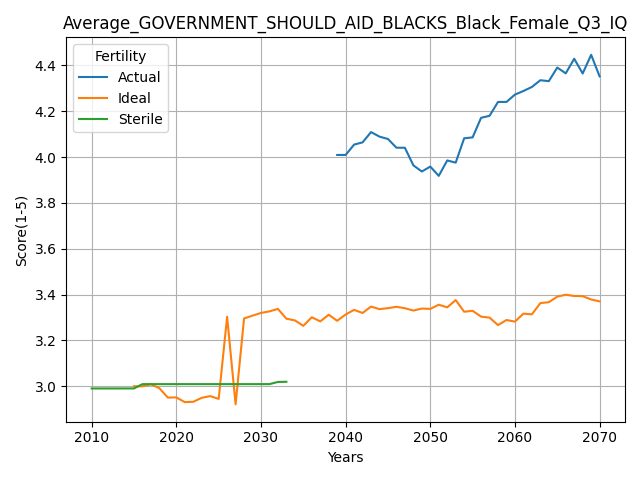 Average_GOVERNMENT_SHOULD_AID_BLACKS_Black_Female_Q3_IQ
Fertility
Actual
Ideal
Sterile
Score(1-5)
4.4
4.2
4.0
3.8
3.6
3.4
3.2
3.0
2010 2020 2030 2040 2050 2060 2070
Years